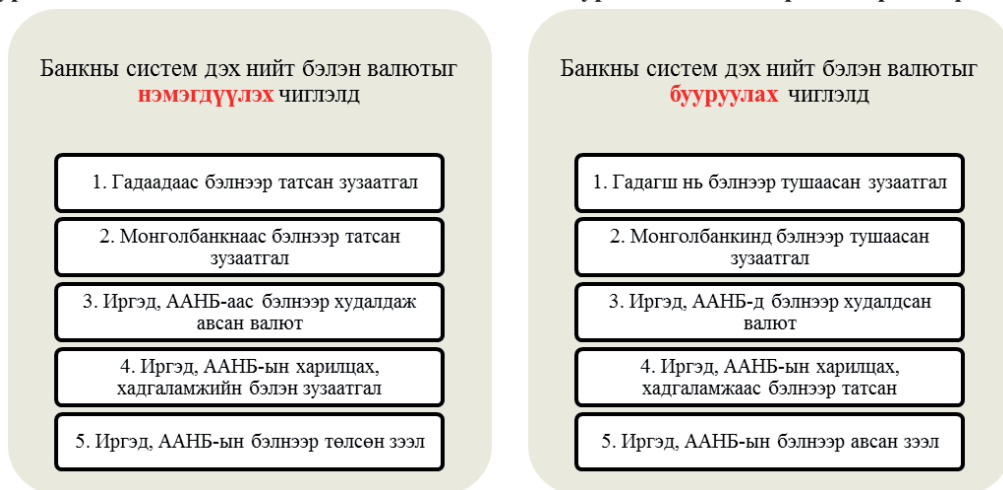 Банкны систем дэх нийт бэлэн валютыг
нэмэгдүүлэх чиглэлд
1. Гадаадаас бэлнээр татсан зузаатгал
2. Монголбанкнаас бэлнээр татсан
зузаатгал
3. Иргэд, ААНБ-аас бэлнээр худалдаж
авсан валют
4. Иргэд, ААНБ-ын харилцах,
хадгаламжийн бэлэн зузаатгал
5. Иргэд, ААНБ-ын бэлнээр төлсөн зээл
Банкны систем дэх нийт бэлэн валютыг
бууруулах чиглэлд
1. Гадагш нь бэлнээр тушаасан зузаатгал
2. Монголбанкинд бэлнээр тушаасан
зузаатгал
3. Иргэд, ААНБ-д бэлнээр худалдсан
валют
4. Иргэд, ААНБ-ын харилцах,
хадгаламжаас бэлнээр татсан
5. Иргэд, ААНБ-ын бэлнээр авсан зээл